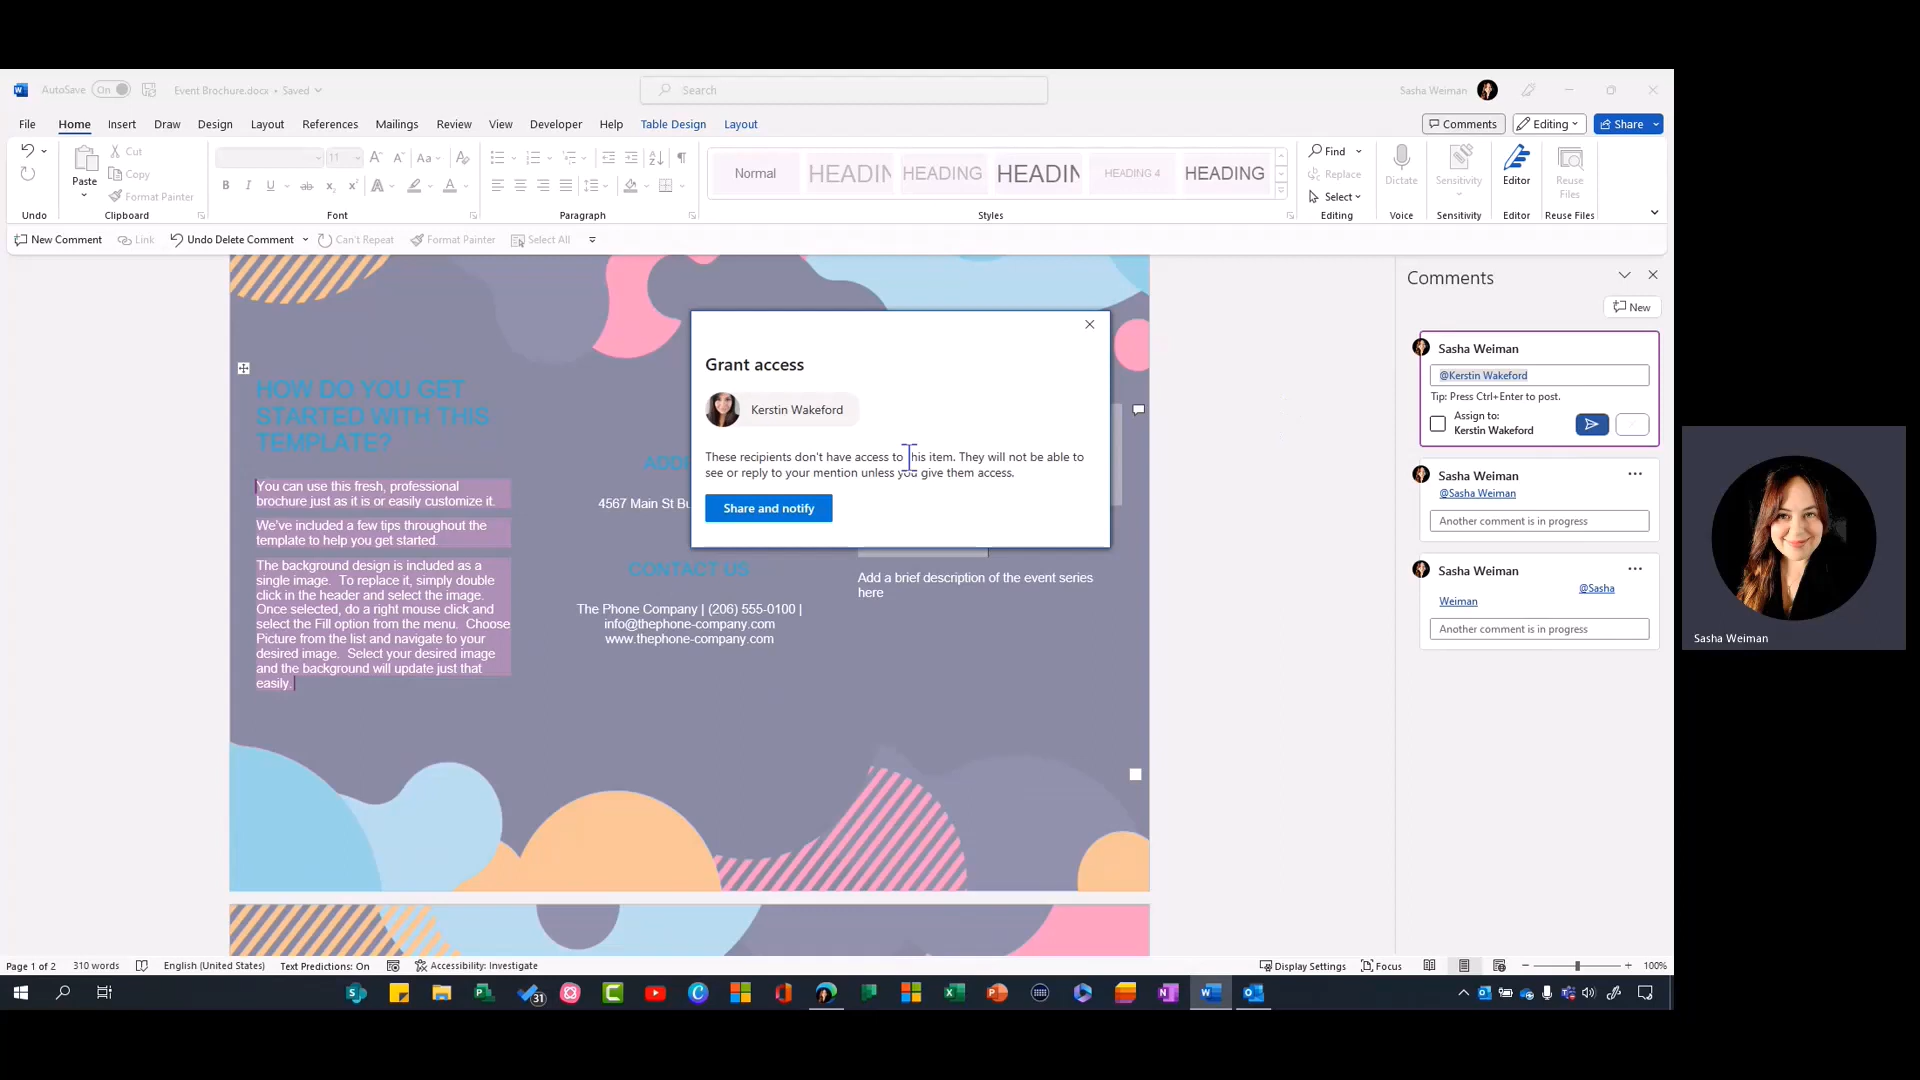 AutoSave On Event Brochure.docx • Saved Search Sasha Weiman
File Home Insert Draw Design Layout References Mailings Review View Developer Help Table Design Layout Comments Editing Share
Paste Cut Copy Format Painter
11 Aa
B I U ab x x A A
Normal HEADIN HEADING HEADIN HEADING 4 HEADING
Find Replace Select
Dictate Sensitivity Editor Reuse Files
Undo Clipboard Font Paragraph Styles Editing Voice Sensitivity Editor Reuse Files
New Comment Link Undo Delete Comment Can't Repeat Format Painter Select All
HOW DO YOU GET
STARTED WITH THIS
TEMPLATE?
You can use this fresh, professional
brochure just as it is or easily customize it.
We've included a few tips throughout the
template to help you get started.
The background design is included as a
single image. To replace it, simply double
click in the header and select the image.
Once selected, do a right mouse click and
select the Fill option from the menu. Choose
Picture from the list and navigate to your
desired image. Select your desired image
and the background will update just that
easily.
ADD
4567 Main St Bu
CONTACT US
The Phone Company | (206) 555-0100 |
info@thephone-company.com
www.thephone-company.com
Add a brief description of the event series
here
Grant access
Kerstin Wakeford
These recipients don't have access to this item. They will not be able to
see or reply to your mention unless you give them access.
Share and notify
Comments
New
Sasha Weiman
@Kerstin Wakeford
Tip: Press Ctrl+Enter to post.
Assign to:
Kerstin Wakeford
Sasha Weiman
@Sasha Weiman
Another comment is in progress
Sasha Weiman
@Sasha
Weiman
Another comment is in progress
Sasha Weiman
Page 1 of 2 310 words English (United States) Text Predictions: On Accessibility: Investigate Display Settings Focus 100%
31